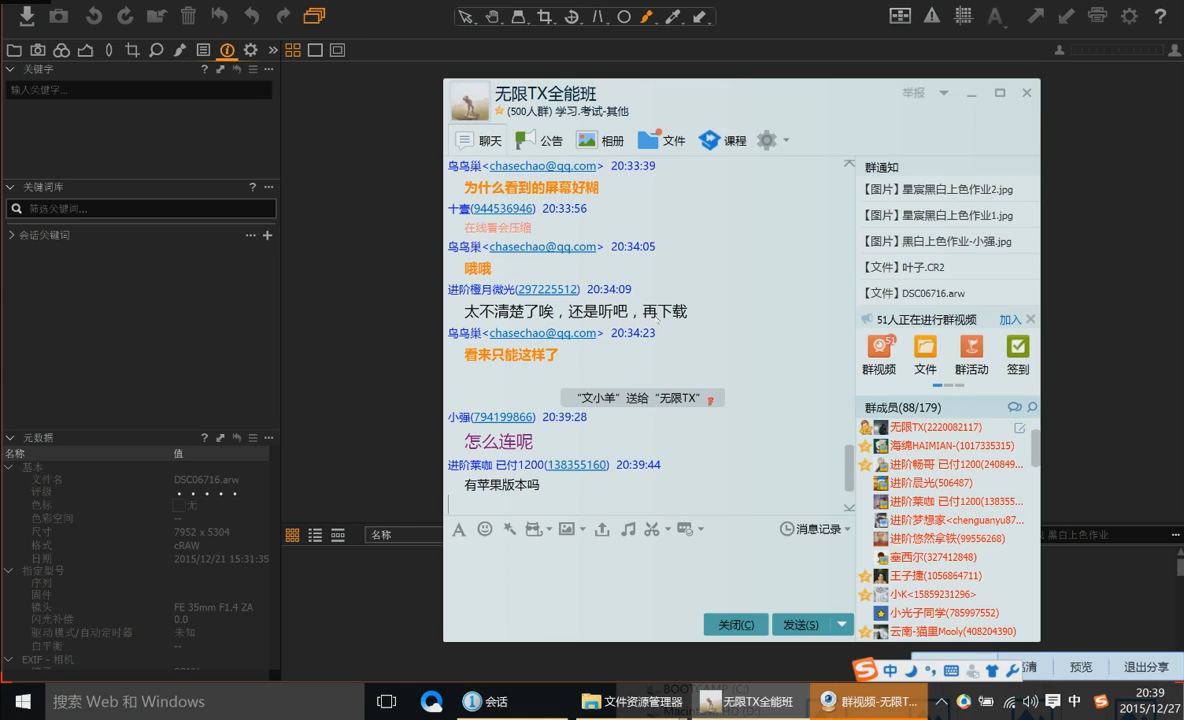 关键字
输入关键字...
关键词库
筛选关键词...
会话关键词
元数据
名称 值
基本
文件名 DSC06716.arw
评级
色标 无
色彩空间 --
尺寸 7952 x 5304
格式 cRAW
日期 2015/12/21 15:31:35
指定型号
序列
固件
镜头 FE 35mm F1.4 ZA
闪光补偿 0.0
驱动模式/自动定时器 未知
白平衡 --
EXIF - 相机
名称
无限TX全能班
(500人群) 学习.考试-其他
举报
聊天 公告 相册 文件 课程
鸟鸟巢<chasechao@qq.com> 20:33:39
为什么看到的屏幕好糊
十壹(944536946) 20:33:56
在线看会压缩
鸟鸟巢<chasechao@qq.com> 20:34:05
哦哦
进阶橙月微光(297225512) 20:34:09
太不清楚了唉，还是听吧，再下载
鸟鸟巢<chasechao@qq.com> 20:34:23
看来只能这样了
“文小羊”送给“无限TX”
小强(794199866) 20:39:28
怎么连呢
进阶莱咖 已付1200(138355160) 20:39:44
有苹果版本吗
消息记录
关闭(C) 发送(S)
群通知
【图片】星宸黑白上色作业2.jpg
【图片】星宸黑白上色作业1.jpg
【图片】黑白上色作业-小强.jpg
【文件】叶子.CR2
【文件】DSC06716.arw
51人正在进行群视频 加入
51
群视频 文件 群活动 签到
群成员(88/179)
无限TX(2220082117)
海绵HAIMIAN-(1017335315)
进阶畅哥 已付1200(240849...
进阶晨光(506487)
进阶莱咖 已付1200(138355...
进阶梦想家<chenguanyu87...
进阶悠然拿铁(99556268)
塞西尔(327412848)
王子捷(1056864711)
小K<15859231296>
小光子同学(785997552)
云南-猫里Mooly(408204390)
黑白上色作业
中
清 预览 退出分享
搜索 Web 和 Windows
会话
文件资源管理器
无限TX全能班
群视频-无限T...
中
20:39
2015/12/27